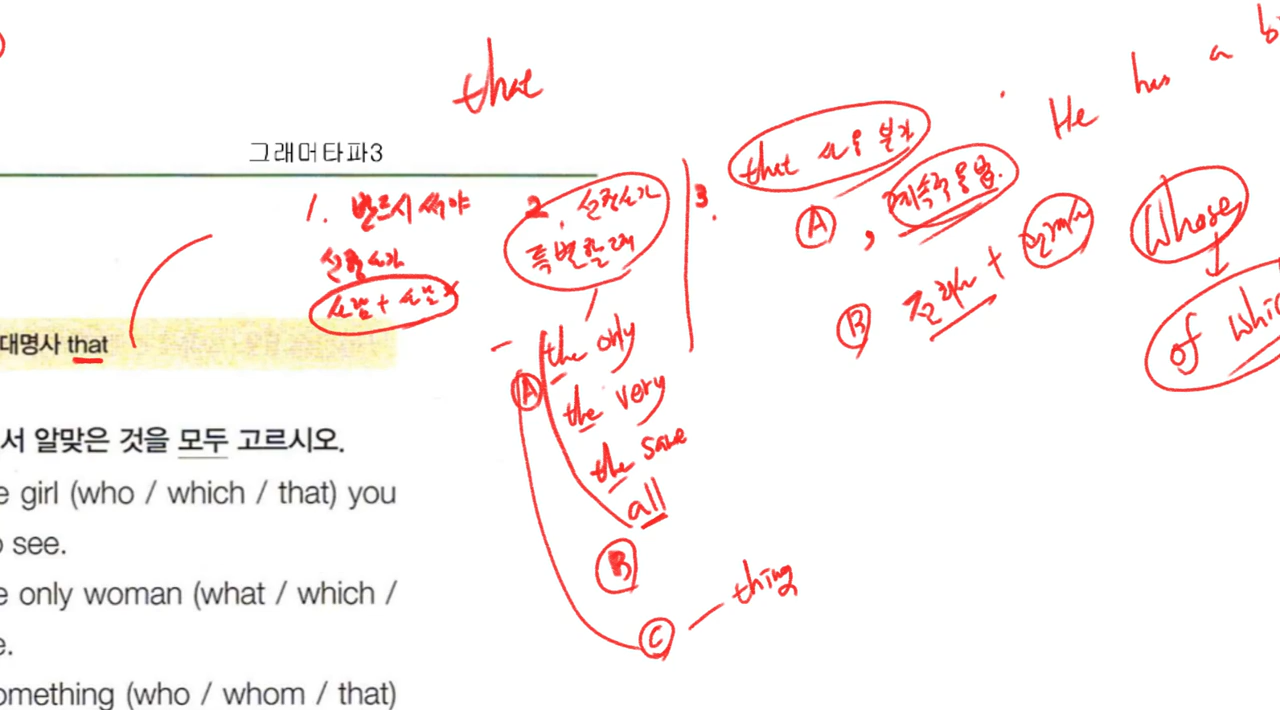 that
He has a
그래머타파3
that 사용 불가
1. 반드시 써야
2. 선행사가
3.
선행사가
특별할 때
계속적용법.
Ⓐ ,
Whose
사람 + 사물
Ⓑ 전치사 + 관계사
of which
대명사 that
Ⓐ the only
the very
the same
all
서 알맞은 것을 모두 고르시오.
e girl (who / which / that) you
o see.
Ⓑ
e only woman (what / which /
Ⓒ thing
e.
omething (who / whom / that)